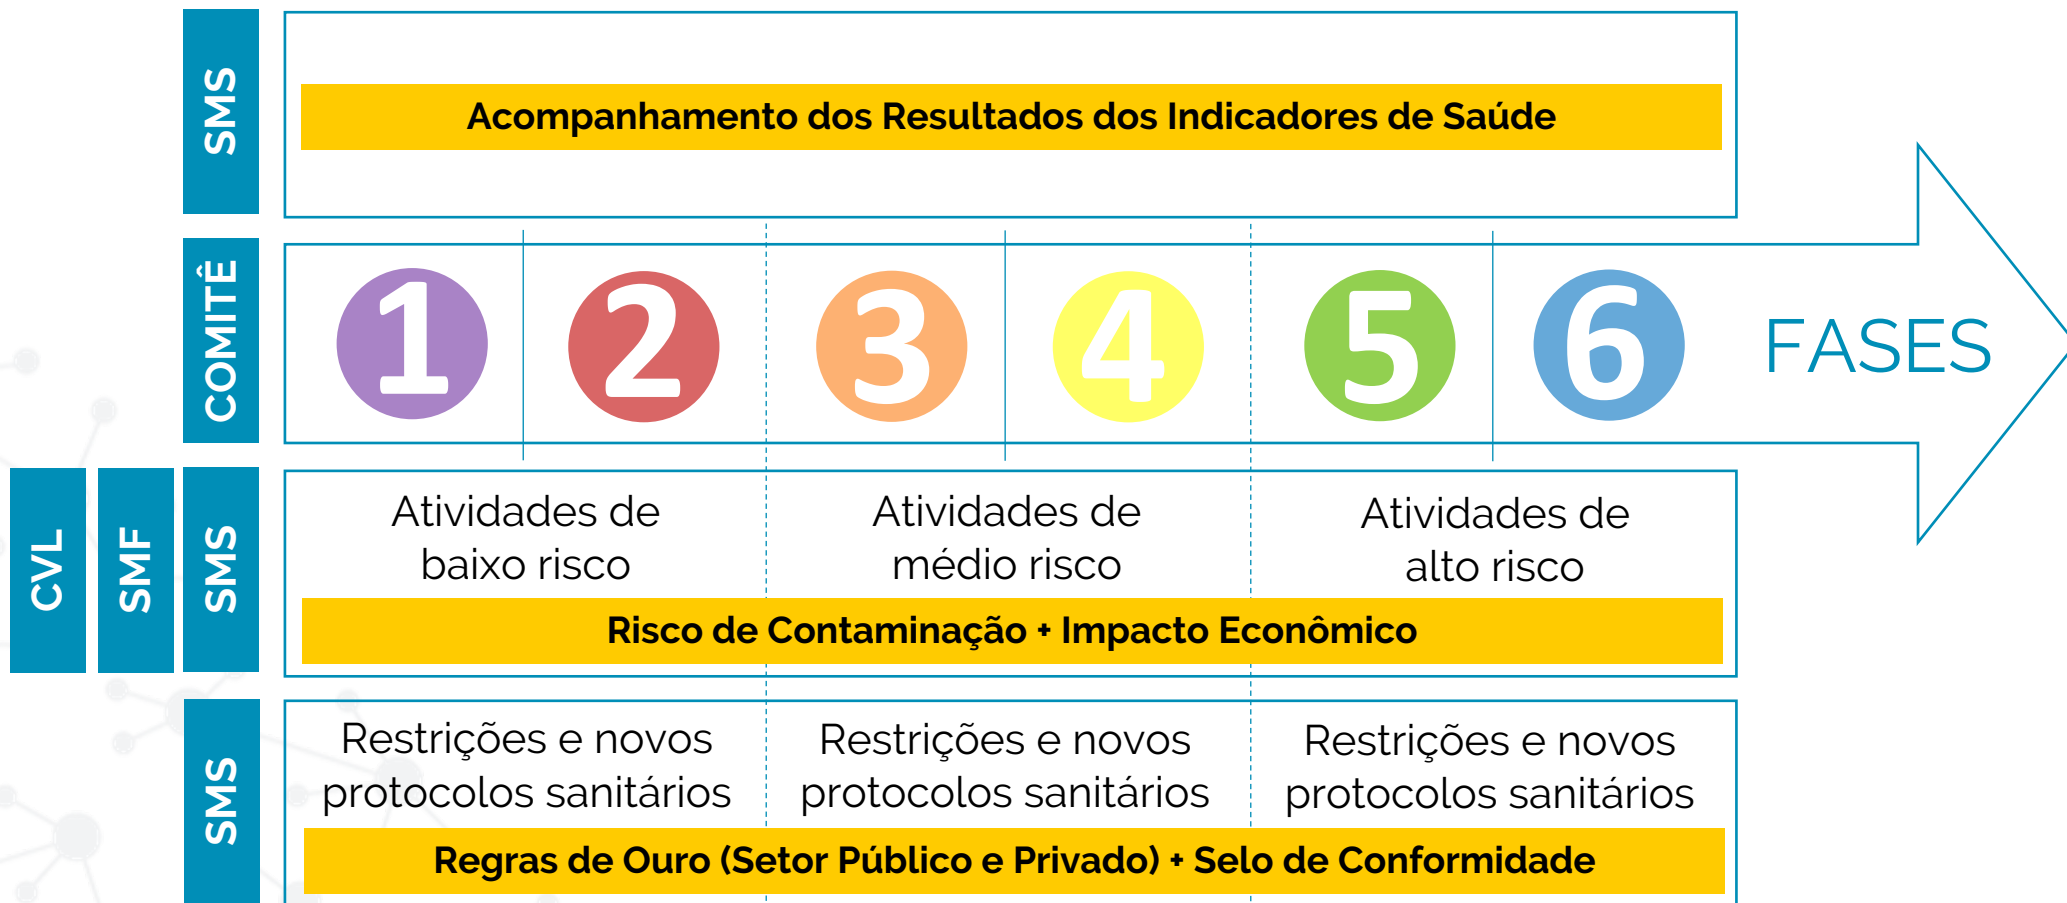 SMS
Acompanhamento dos Resultados dos Indicadores de Saúde
COMITÊ
1
2
3
4
5
6
FASES
CVL
SMF
SMS
Atividades de
baixo risco
Atividades de
médio risco
Atividades de
alto risco
Risco de Contaminação + Impacto Econômico
SMS
Restrições e novos
protocolos sanitários
Restrições e novos
protocolos sanitários
Restrições e novos
protocolos sanitários
Regras de Ouro (Setor Público e Privado) + Selo de Conformidade